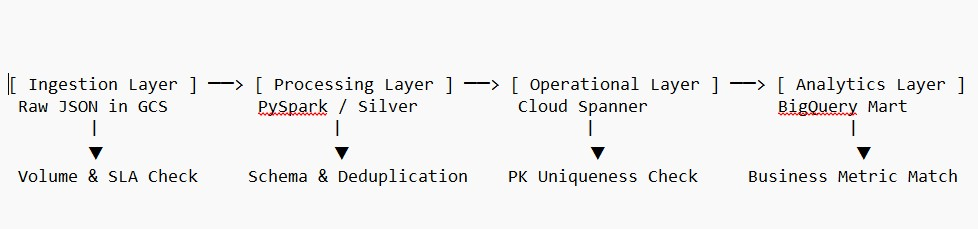 [ Ingestion Layer ] ──> [ Processing Layer ] ──> [ Operational Layer ] ──> [ Analytics Layer ]
Raw JSON in GCS PySpark / Silver Cloud Spanner BigQuery Mart
| | | |
▼ ▼ ▼ ▼
Volume & SLA Check Schema & Deduplication PK Uniqueness Check Business Metric Match